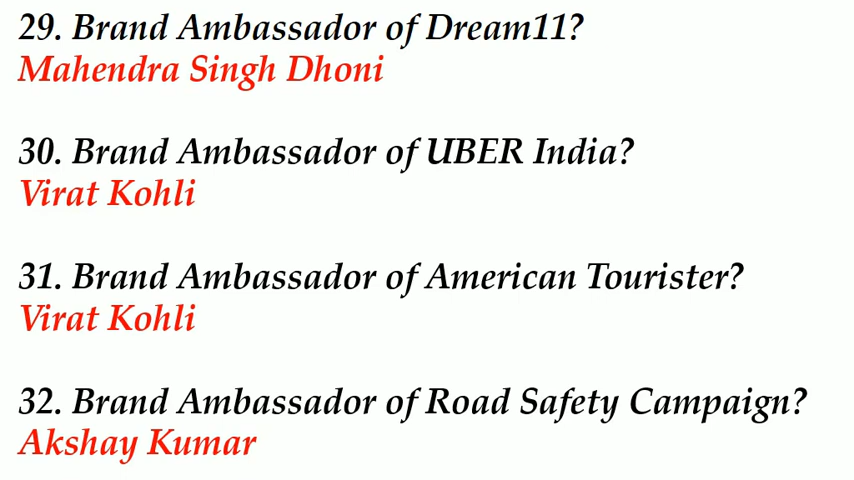 29. Brand Ambassador of Dream11?
Mahendra Singh Dhoni
30. Brand Ambassador of UBER India?
Virat Kohli
31. Brand Ambassador of American Tourister?
Virat Kohli
32. Brand Ambassador of Road Safety Campaign?
Akshay Kumar